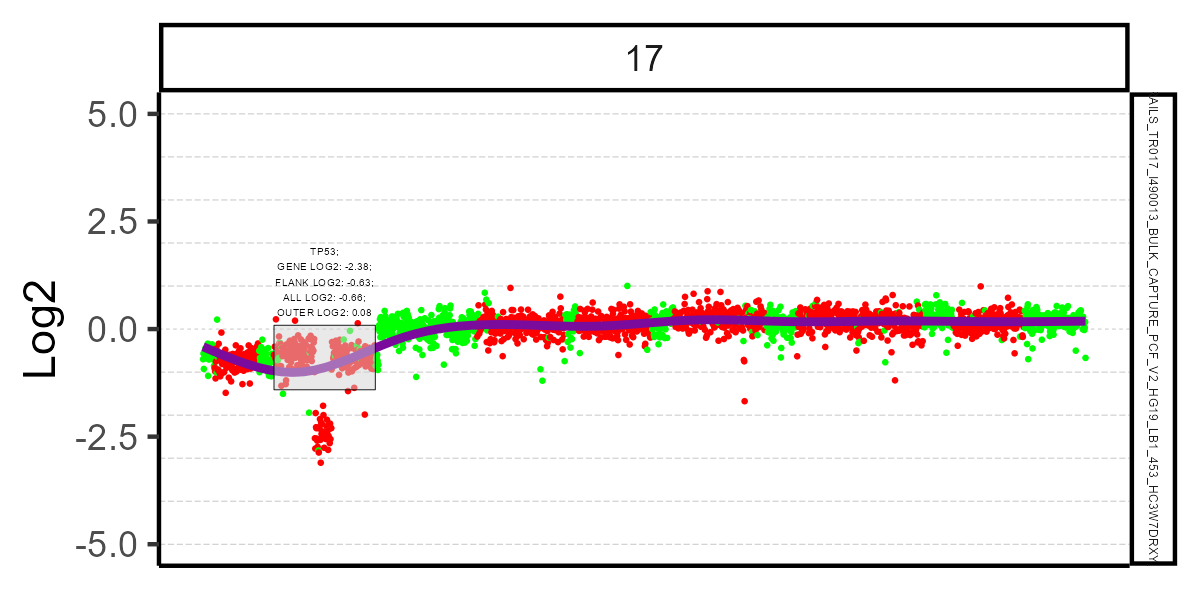 17
Log2
5.0
2.5
0.0
-2.5
-5.0
TP53;
GENE LOG2: -2.38;
FLANK LOG2: -0.63;
ALL LOG2: -0.66;
OUTER LOG2: 0.08
AILS_TR017_I490013_BULK_CAPTURE_PCF_V2_HG19_LB1_453_HC3W7DRXY